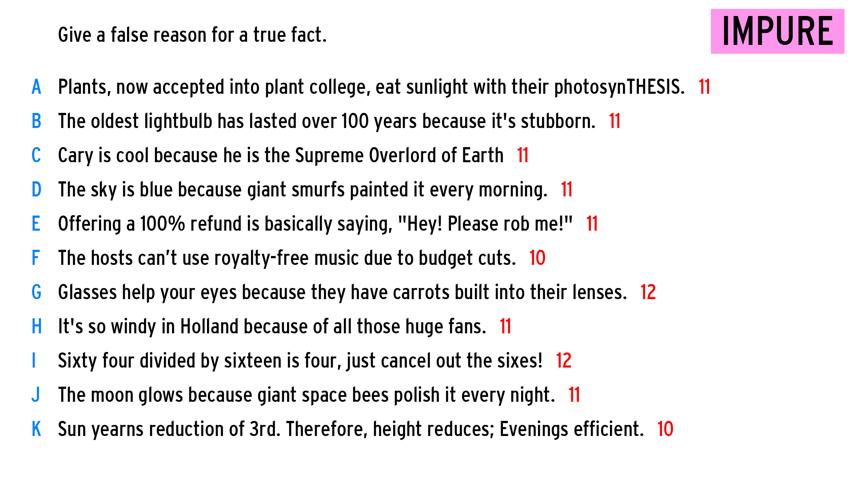 Give a false reason for a true fact.
IMPURE
A Plants, now accepted into plant college, eat sunlight with their photosynTHESIS. 11
B The oldest lightbulb has lasted over 100 years because it's stubborn. 11
C Cary is cool because he is the Supreme Overlord of Earth 11
D The sky is blue because giant smurfs painted it every morning. 11
E Offering a 100% refund is basically saying, "Hey! Please rob me!" 11
F The hosts can’t use royalty-free music due to budget cuts. 10
G Glasses help your eyes because they have carrots built into their lenses. 12
H It's so windy in Holland because of all those huge fans. 11
I Sixty four divided by sixteen is four, just cancel out the sixes! 12
J The moon glows because giant space bees polish it every night. 11
K Sun yearns reduction of 3rd. Therefore, height reduces; Evenings efficient. 10